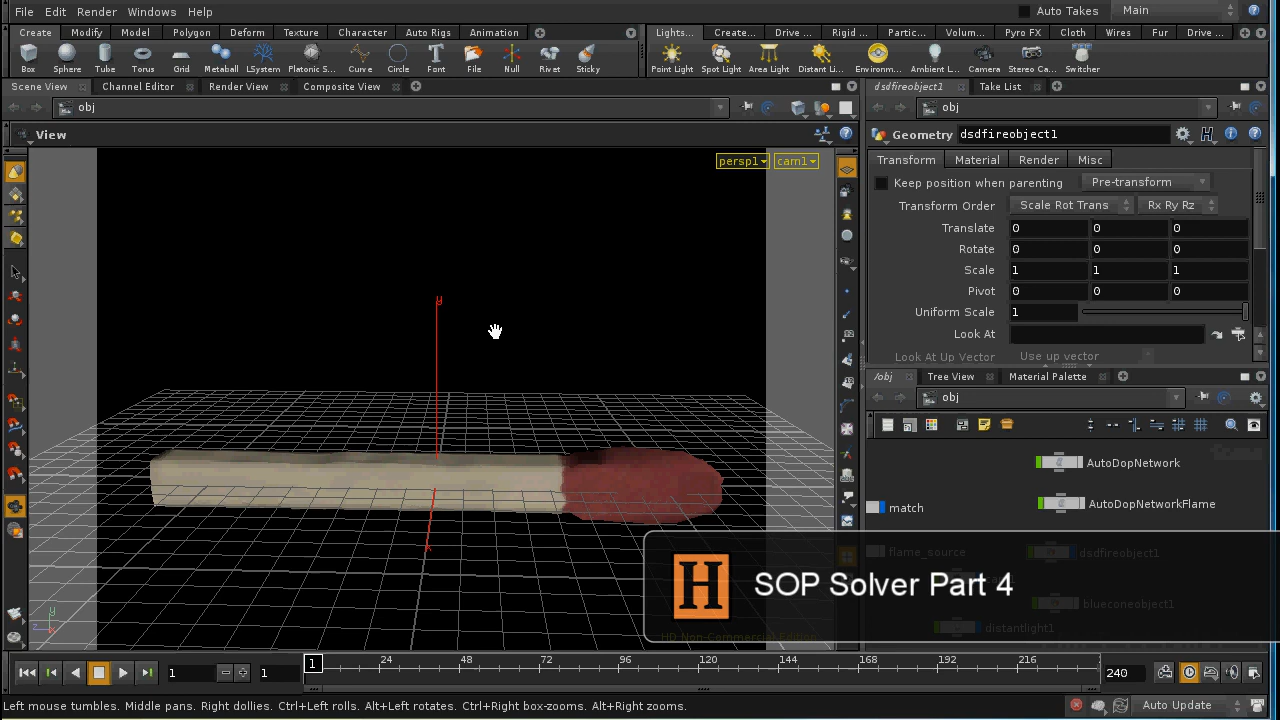 File Edit Render Windows Help
Auto Takes Main
Create Modify Model Polygon Deform Texture Character Auto Rigs Animation
Lights... Create... Drive ... Rigid ... Partic... Volum... Pyro FX Cloth Wires Fur Drive ...
Box Sphere Tube Torus Grid Metaball LSystem Platonic S... Curve Circle Font File Null Rivet Sticky
Point Light Spot Light Area Light Distant Li... Environm... Ambient L... Camera Stereo Ca... Switcher
Scene View Channel Editor Render View Composite View
dsdfireobject1 Take List
obj
obj
View
Geometry dsdfireobject1
persp1 cam1
Transform Material Render Misc
Keep position when parenting Pre-transform
Transform Order Scale Rot Trans Rx Ry Rz
Translate 0 0 0
Rotate 0 0 0
Scale 1 1 1
Pivot 0 0 0
Uniform Scale 1
Look At
Look At Up Vector Use up vector
/obj Tree View Material Palette
obj
y
x
AutoDopNetwork
match AutoDopNetworkFlame
flame_source dsdfireobject1
blueconeobject1
distantlight1
H SOP Solver Part 4
HD Non-Commercial Edition
y
z
1 1 1 24 48 72 96 120 144 168 192 216 240
Left mouse tumbles. Middle pans. Right dollies. Ctrl+Left rolls. Alt+Left rotates. Ctrl+Right box-zooms. Alt+Right zooms.
Auto Update